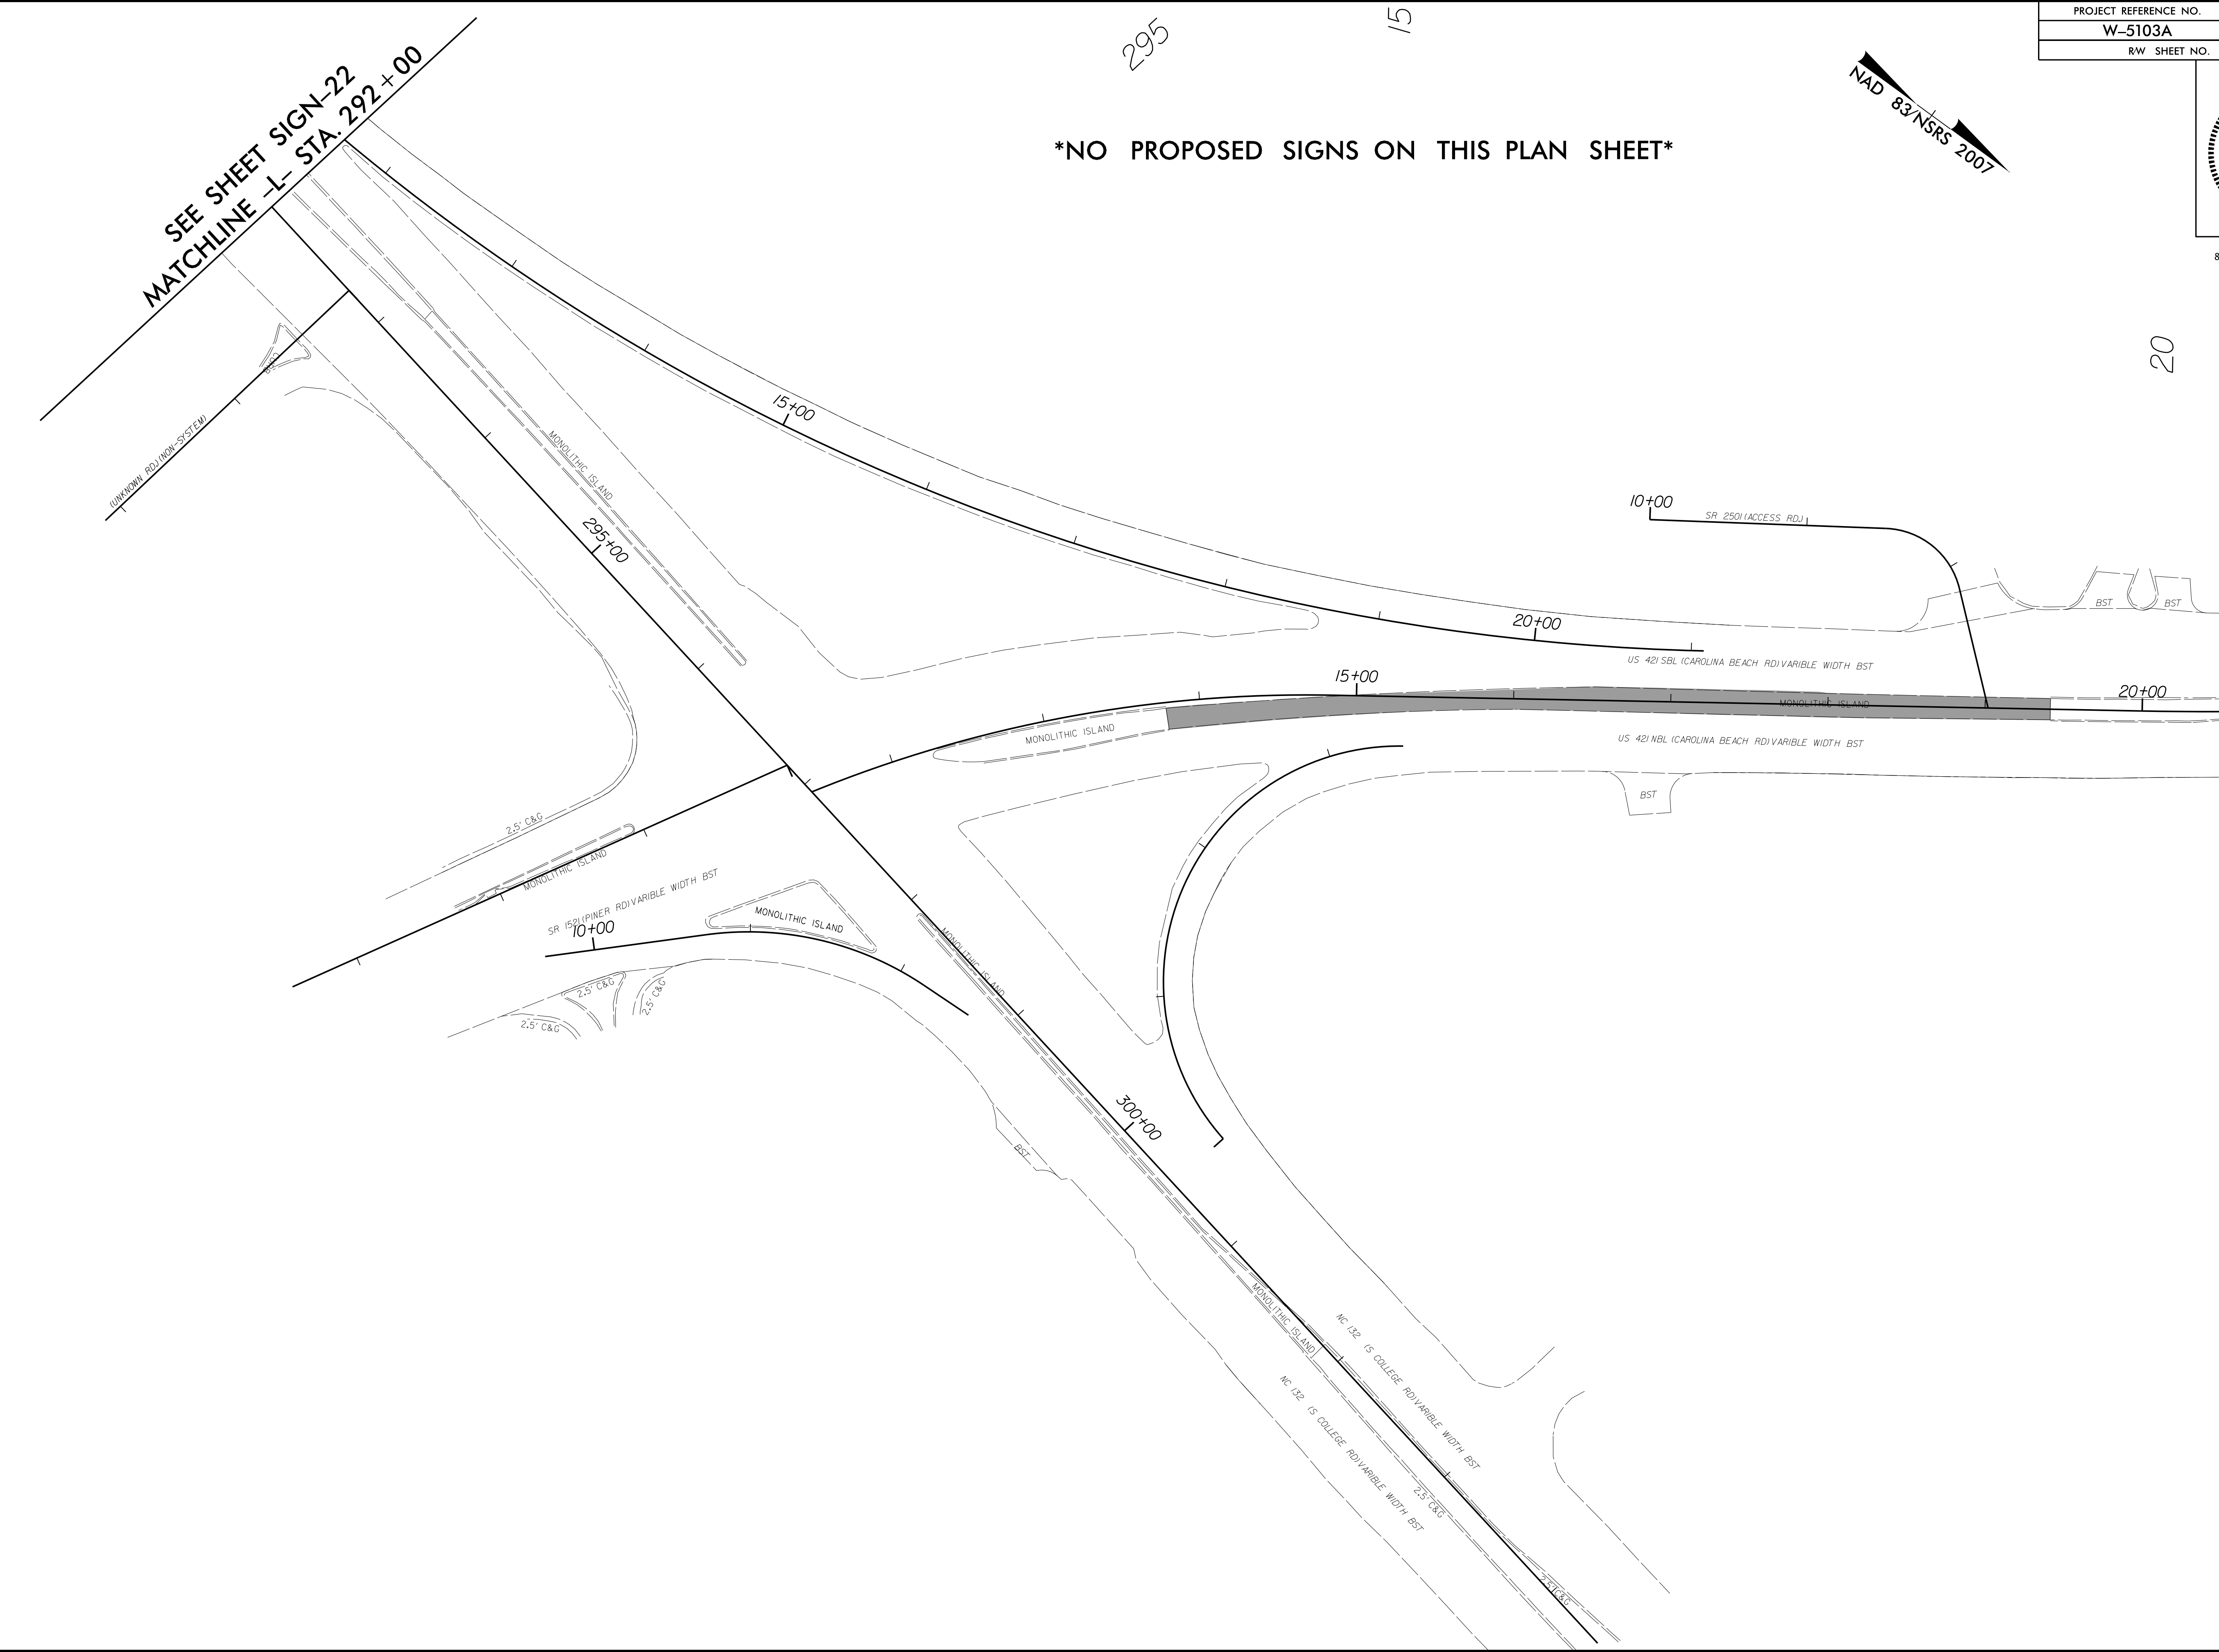 PROJECT REFERENCE NO.
W-5103A
R/W SHEET NO.
8
295
15
NAD 83/NSRS 2007
SEE SHEET SIGN-22
MATCHLINE -L- STA. 292+00
*NO PROPOSED SIGNS ON THIS PLAN SHEET*
20
(UNKNOWN RD.) (NON-SYSTEM)
MONOLITHIC ISLAND
15+00
295+00
10+00
SR 2501 (ACCESS RD.)
BST
BST
20+00
US 421 SBL (CAROLINA BEACH RD) VARIBLE WIDTH BST
15+00
20+00
MONOLITHIC ISLAND
MONOLITHIC ISLAND
US 421 NBL (CAROLINA BEACH RD) VARIBLE WIDTH BST
BST
2.5' C&G
MONOLITHIC ISLAND
SR 1521 (PINER RD) VARIBLE WIDTH BST
10+00
MONOLITHIC ISLAND
MONOLITHIC ISLAND
2.5' C&G
2.5' C&G
2.5' C&G
BST
300+00
MONOLITHIC ISLAND
NC 132 (S COLLEGE RD) VARIBLE WIDTH BST
NC 132 (S COLLEGE RD) VARIBLE WIDTH BST
2.5' C&G
2.5' C&G